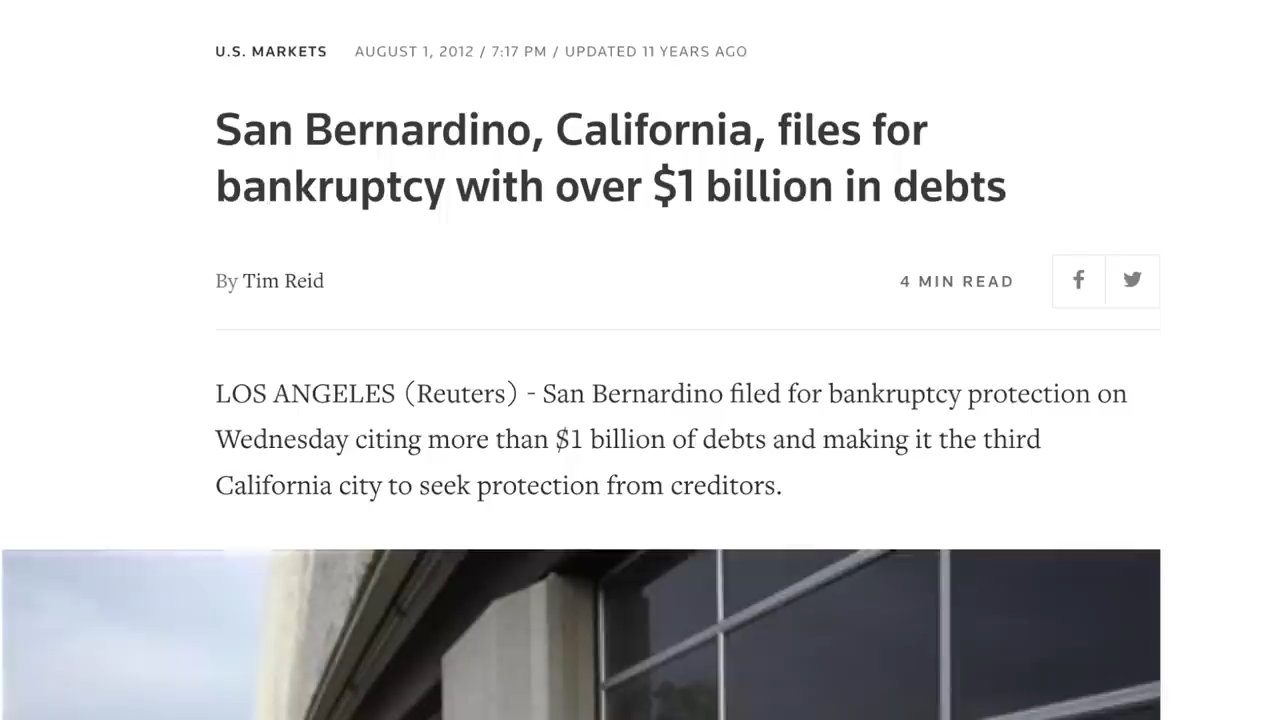 U.S. MARKETS AUGUST 1, 2012 / 7:17 PM / UPDATED 11 YEARS AGO
San Bernardino, California, files for
bankruptcy with over $1 billion in debts
By Tim Reid 4 MIN READ
LOS ANGELES (Reuters) - San Bernardino filed for bankruptcy protection on
Wednesday citing more than $1 billion of debts and making it the third
California city to seek protection from creditors.